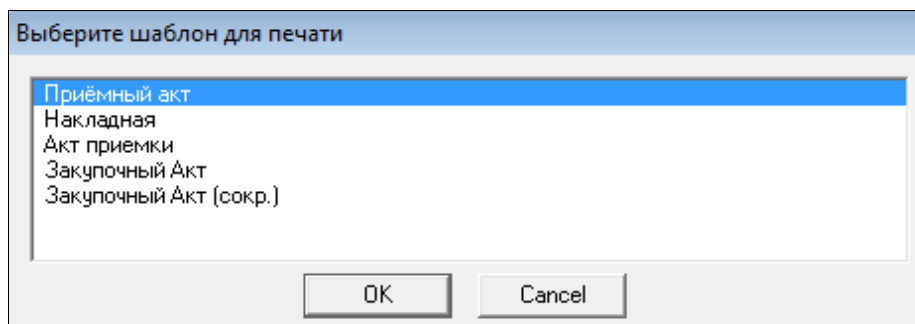 Выберите шаблон для печати
Приёмный акт
Накладная
Акт приемки
Закупочный Акт
Закупочный Акт (сокр.)
OK
Cancel